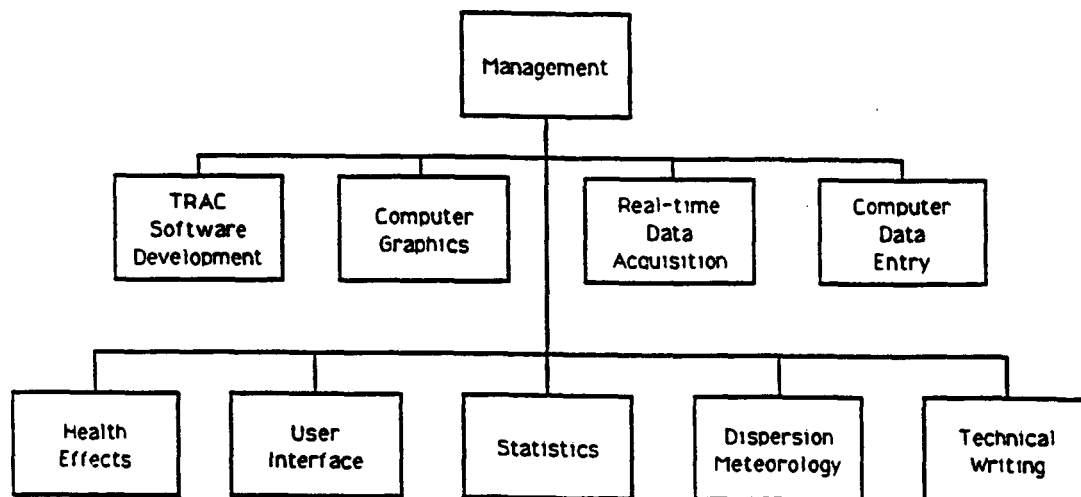 Management
TRAC
Software
Development
Computer
Graphics
Real-time
Data
Acquisition
Computer
Data
Entry
Health
Effects
User
Interface
Statistics
Dispersion
Meteorology
Technical
Writing